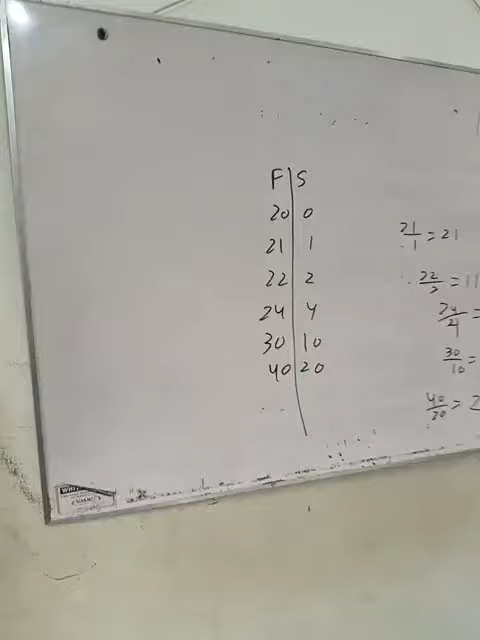 F S
20 0
21 1
22 2
24 4
30 10
40 20
21/1 = 21
22/2 = 11
24/4 =
30/10 =
40/20 = 2